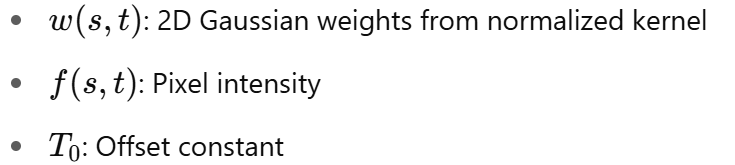 • w(s, t): 2D Gaussian weights from normalized kernel
• f(s, t): Pixel intensity
• T₀: Offset constant